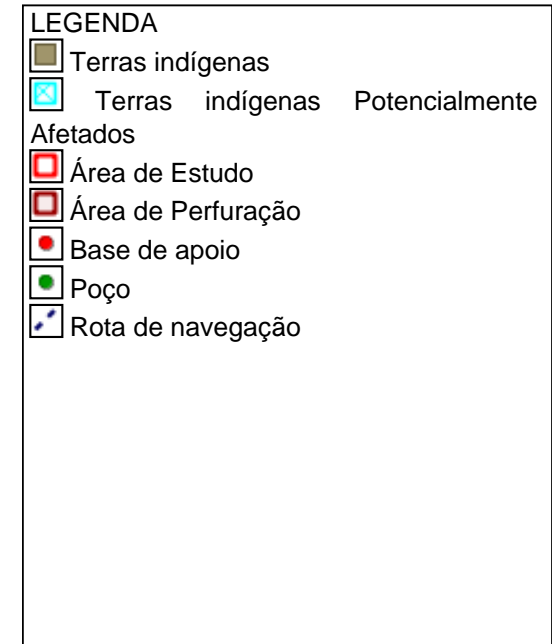 LEGENDA
Terras indígenas
Terras indígenas Potencialmente
Afetados
Área de Estudo
Área de Perfuração
Base de apoio
Poço
Rota de navegação